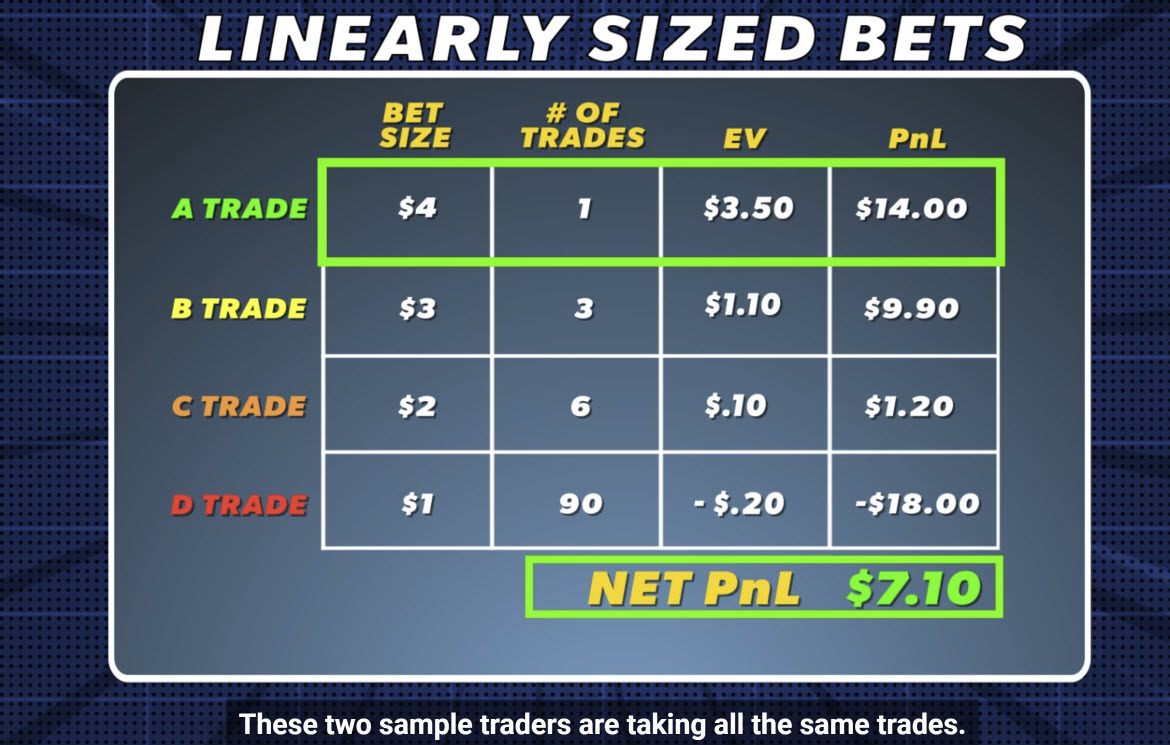 LINEARLY SIZED BETS
BET SIZE # OF TRADES EV PnL
A TRADE $4 1 $3.50 $14.00
B TRADE $3 3 $1.10 $9.90
C TRADE $2 6 $.10 $1.20
D TRADE $1 90 - $.20 -$18.00
NET PnL $7.10
These two sample traders are taking all the same trades.